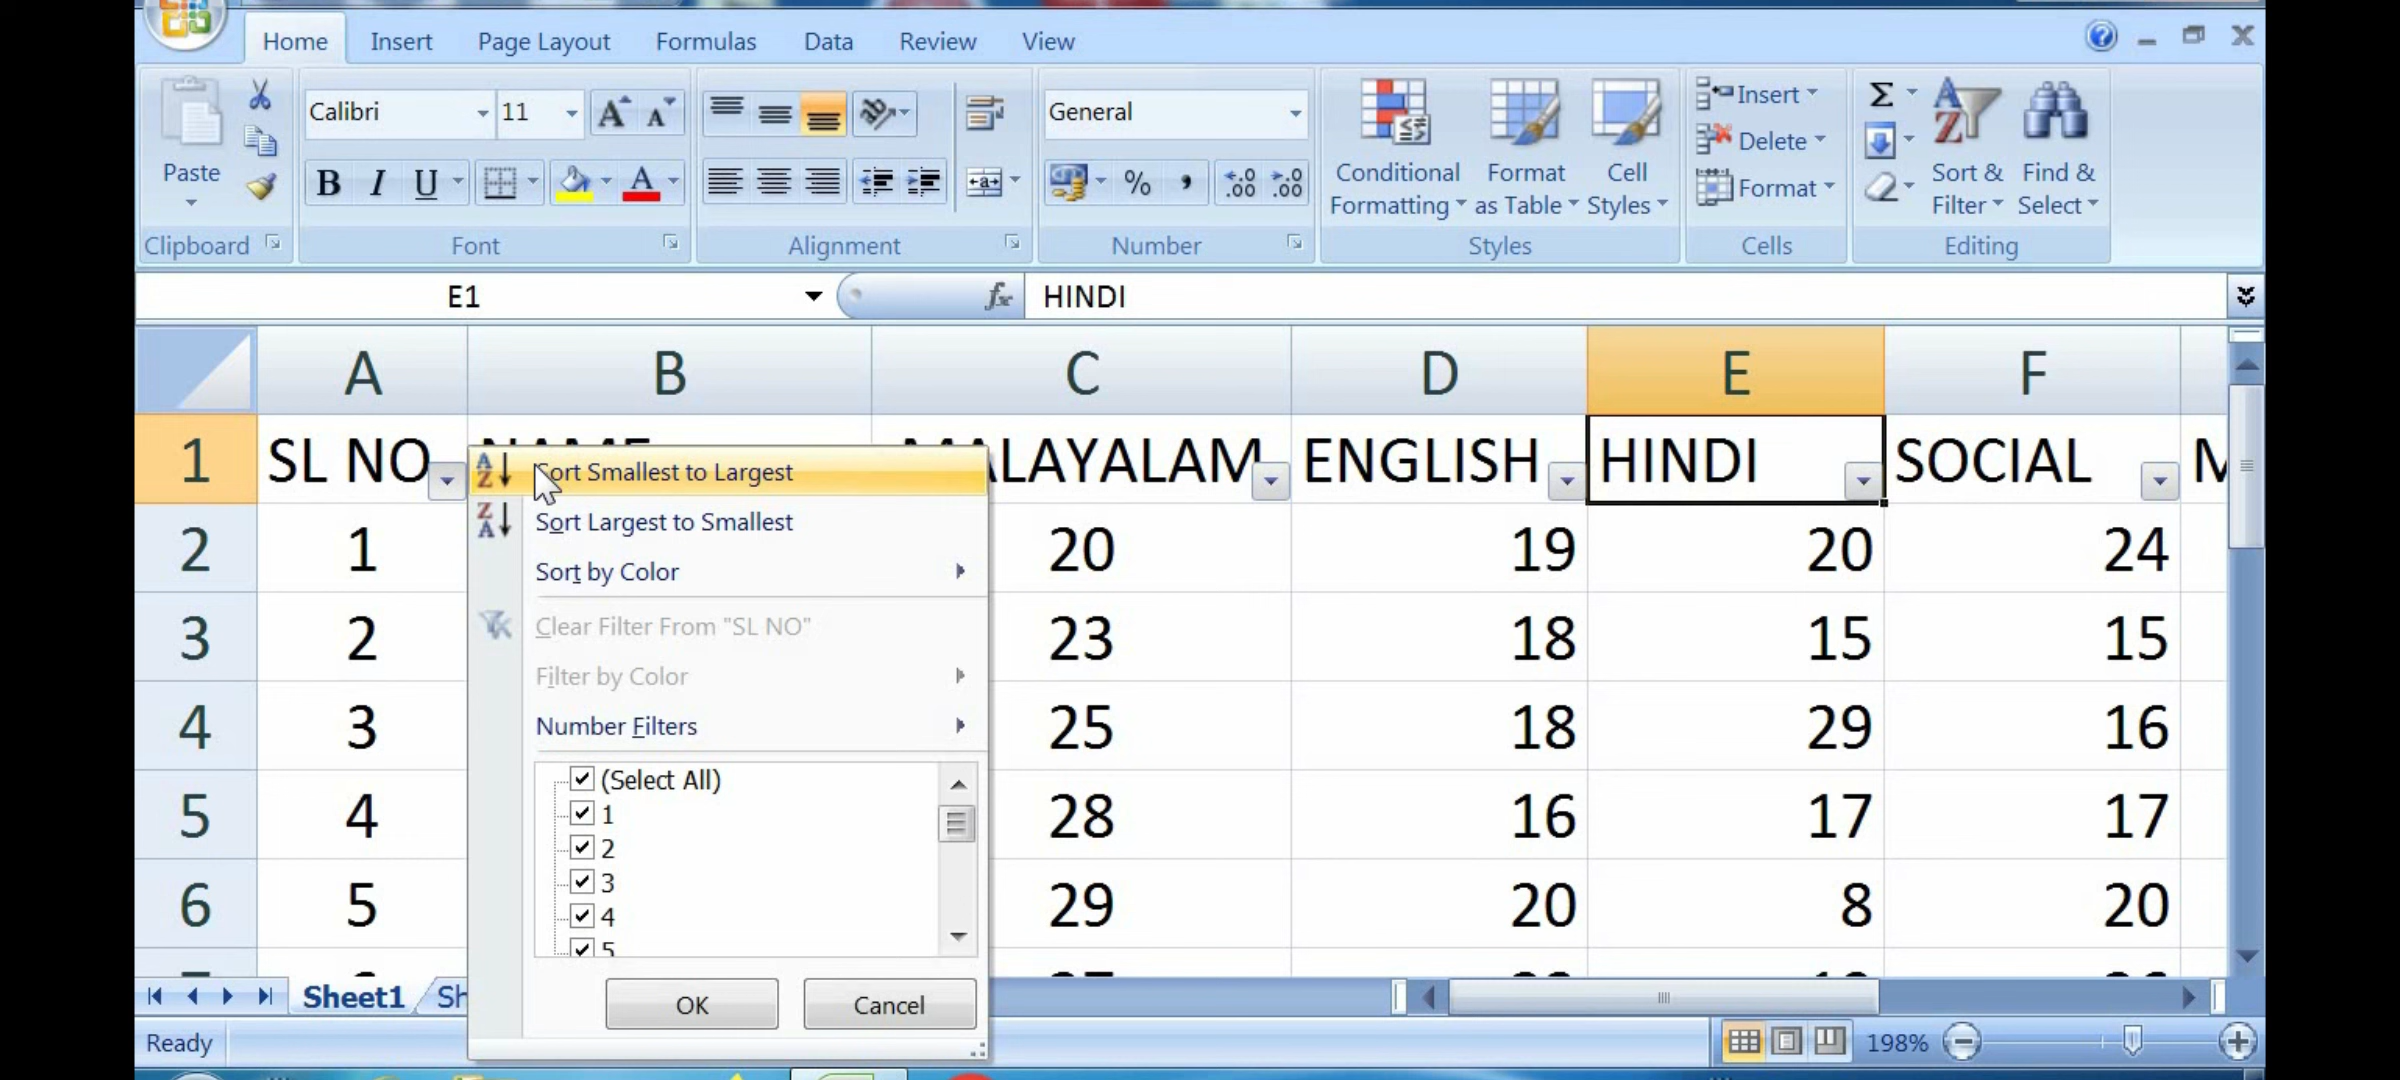 Home Insert Page Layout Formulas Data Review View
Calibri 11 General
Paste
B I U A % , Conditional Formatting Format as Table Cell Styles
Insert
Delete
Format
Σ Sort & Filter Find & Select
Clipboard Font Alignment Number Styles Cells Editing
E1 fx HINDI
A B C D E F
1 SL NO NAME MALAYALAM ENGLISH HINDI SOCIAL M
2 1 20 19 20 24
3 2 23 18 15 15
4 3 25 18 29 16
5 4 28 16 17 17
6 5 29 20 8 20
Sort Smallest to Largest
Sort Largest to Smallest
Sort by Color
Clear Filter From "SL NO"
Filter by Color
Number Filters
(Select All)
1
2
3
4
5
OK Cancel
Sheet1 Sh
Ready 198%